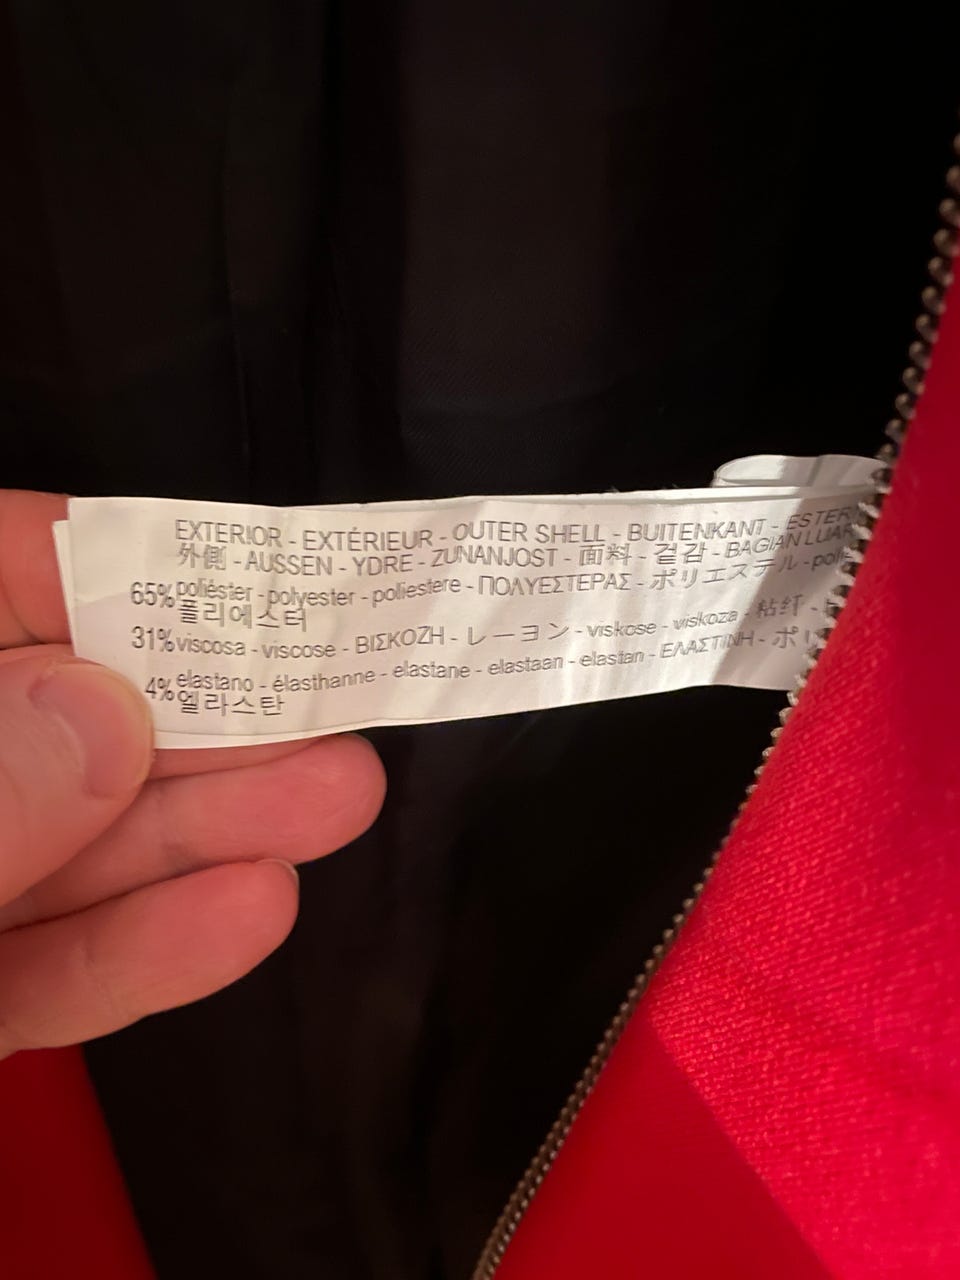 EXTERIOR - EXTÉRIEUR - OUTER SHELL - BUITENKANT -
外側 - AUSSEN - YDRE - ZUNANJOST - 面料 - 겉감 - BAGIAN LUAR
65% poliéster - polyester - poliestere - ΠΟΛΥΕΣΤΕΡΑΣ - ポリエステル -
폴리에스터
31% viscosa - viscose - ΒΙΣΚΟΖΗ - レーヨン - viskose - viskoza - 粘纤 -
4% elastano - élasthanne - elastane - elastaan - elastan - ΕΛΑΣΤΙΝΗ -
엘라스탄